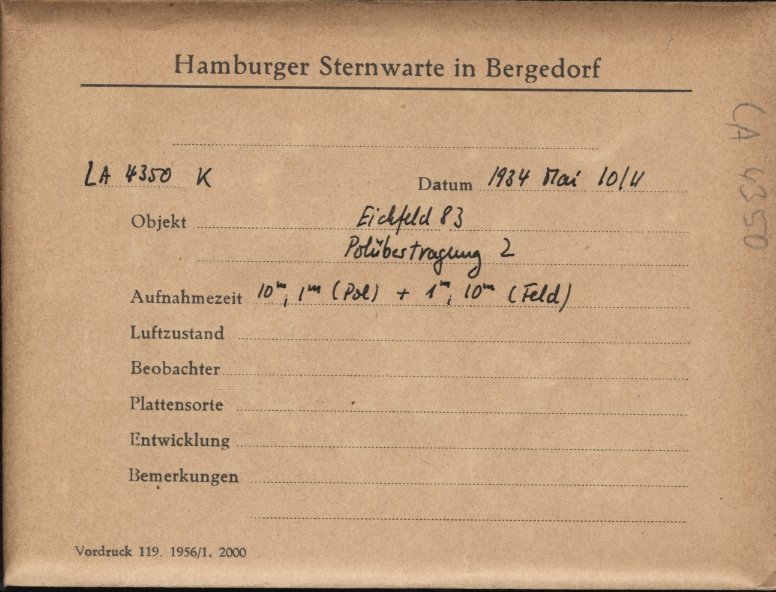 Hamburger Sternwarte in Bergedorf
LA 4350 K
Datum 1934 Mai 10/11
Objekt Eichfeld 83
Polübertragung 2
Aufnahmezeit 10ᵐ, 1ᵐ (Pol) + 1ᵐ, 10ᵐ (Feld)
Luftzustand
Beobachter
Plattensorte
Entwicklung
Bemerkungen
Vordruck 119. 1956/1. 2000
LA 4350